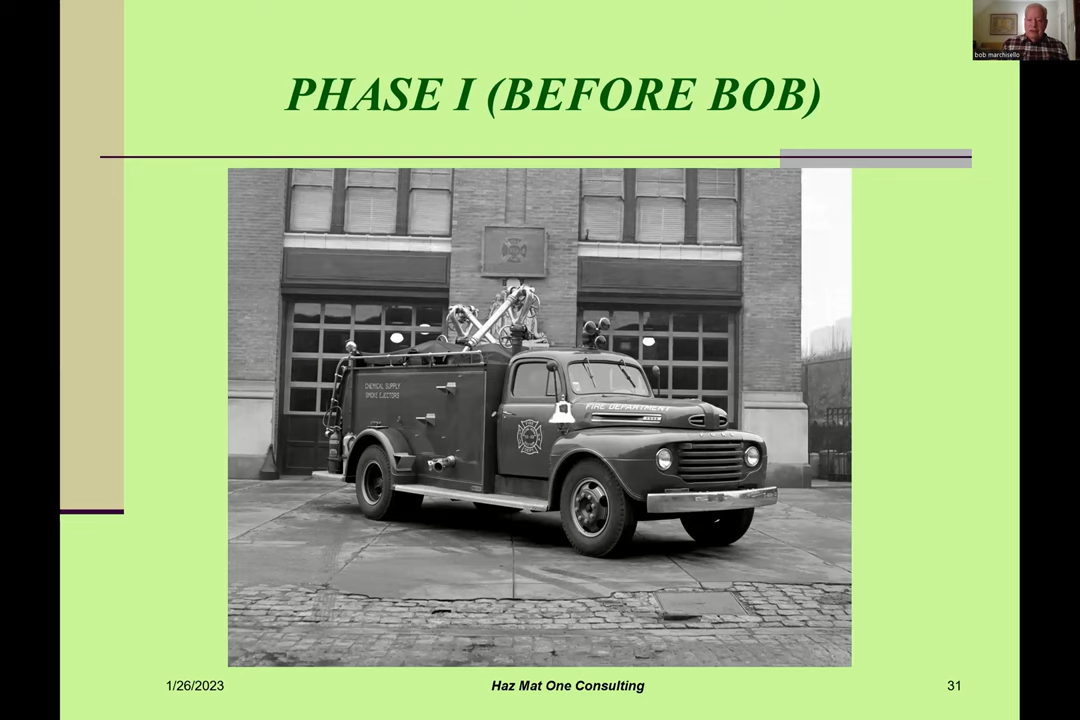 bob marchisello
PHASE I (BEFORE BOB)
CHEMICAL SUPPLY
SMOKE EJECTORS
FIRE DEPARTMENT
1/26/2023
Haz Mat One Consulting
31